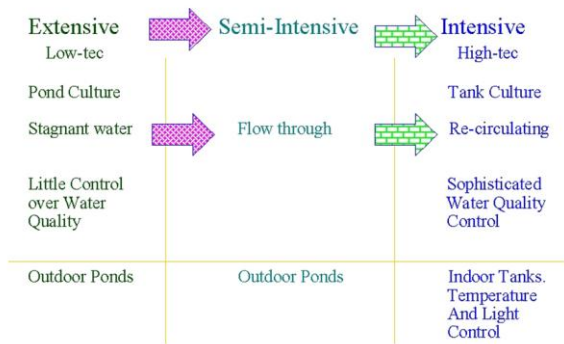 Extensive Semi-Intensive Intensive
Low-tec High-tec
Pond Culture Tank Culture
Stagnant water Flow through Re-circulating
Little Control
over Water
Quality
Sophisticated
Water Quality
Control
Outdoor Ponds Outdoor Ponds Indoor Tanks.
Temperature
And Light
Control